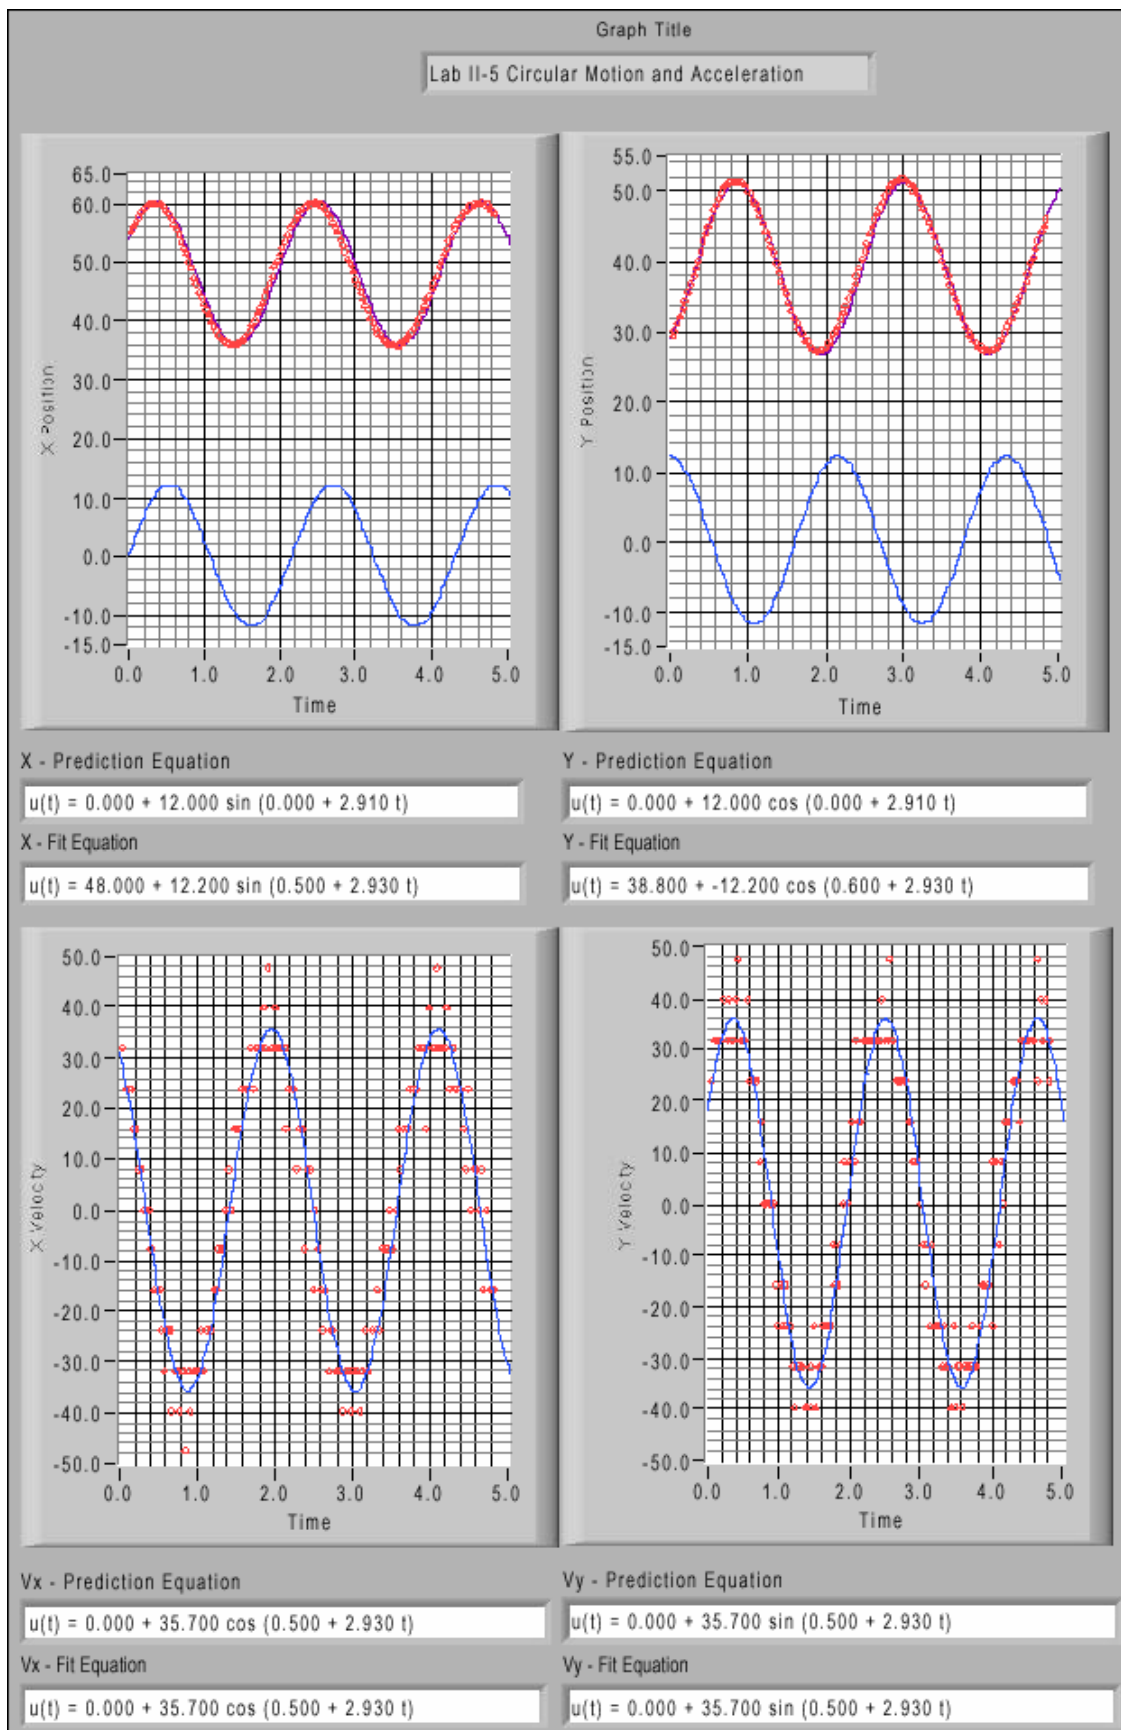 Graph Title
Lab II-5 Circular Motion and Acceleration
65.0
60.0
50.0
40.0
30.0
20.0
10.0
0.0
-10.0
-15.0
X Position
0.0 1.0 2.0 3.0 4.0 5.0
Time
55.0
50.0
40.0
30.0
20.0
10.0
0.0
-10.0
-15.0
Y Position
0.0 1.0 2.0 3.0 4.0 5.0
Time
X - Prediction Equation
u(t) = 0.000 + 12.000 sin (0.000 + 2.910 t)
Y - Prediction Equation
u(t) = 0.000 + 12.000 cos (0.000 + 2.910 t)
X - Fit Equation
u(t) = 48.000 + 12.200 sin (0.500 + 2.930 t)
Y - Fit Equation
u(t) = 38.800 + -12.200 cos (0.600 + 2.930 t)
50.0
40.0
30.0
20.0
10.0
0.0
-10.0
-20.0
-30.0
-40.0
-50.0
X Velocty
0.0 1.0 2.0 3.0 4.0 5.0
Time
50.0
40.0
30.0
20.0
10.0
0.0
-10.0
-20.0
-30.0
-40.0
-50.0
Y Velocty
0.0 1.0 2.0 3.0 4.0 5.0
Time
Vx - Prediction Equation
u(t) = 0.000 + 35.700 cos (0.500 + 2.930 t)
Vy - Prediction Equation
u(t) = 0.000 + 35.700 sin (0.500 + 2.930 t)
Vx - Fit Equation
u(t) = 0.000 + 35.700 cos (0.500 + 2.930 t)
Vy - Fit Equation
u(t) = 0.000 + 35.700 sin (0.500 + 2.930 t)